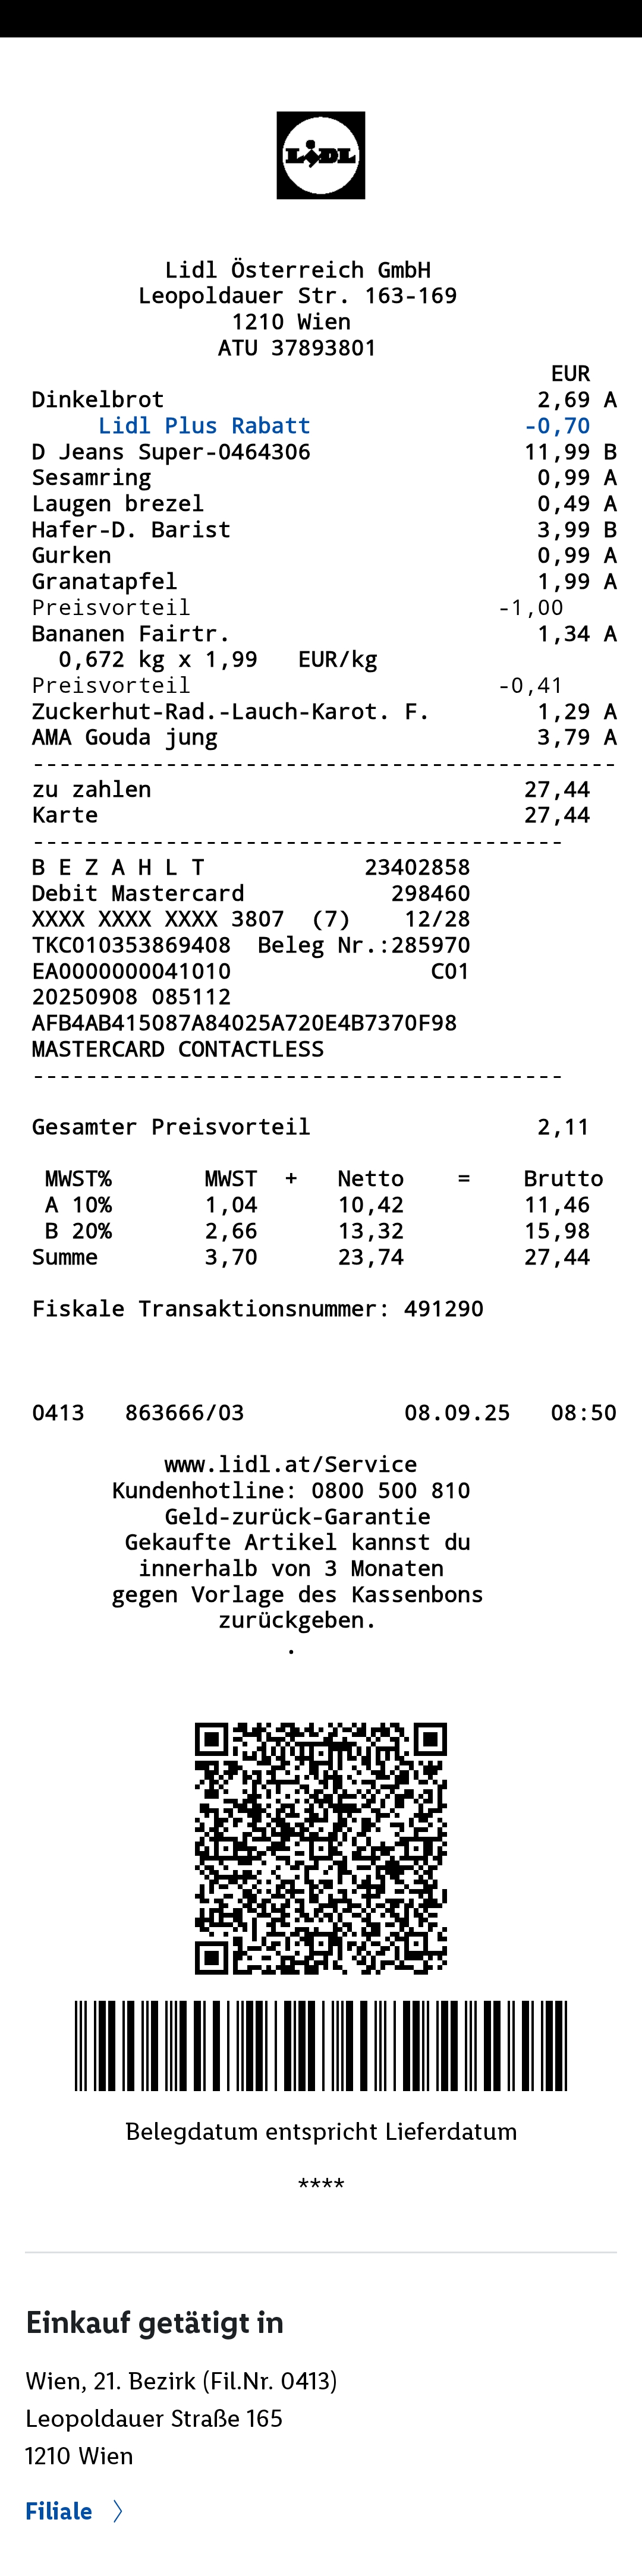 LIDL
Lidl Österreich GmbH
Leopoldauer Str. 163-169
1210 Wien
ATU 37893801
EUR
Dinkelbrot 2,69 A
Lidl Plus Rabatt -0,70
D Jeans Super-0464306 11,99 B
Sesamring 0,99 A
Laugen brezel 0,49 A
Hafer-D. Barist 3,99 B
Gurken 0,99 A
Granatapfel 1,99 A
Preisvorteil -1,00
Bananen Fairtr. 1,34 A
0,672 kg x 1,99 EUR/kg
Preisvorteil -0,41
Zuckerhut-Rad.-Lauch-Karot. F. 1,29 A
AMA Gouda jung 3,79 A
--------------------------------------------
zu zahlen 27,44
Karte 27,44
----------------------------------------
B E Z A H L T 23402858
Debit Mastercard 298460
XXXX XXXX XXXX 3807 (7) 12/28
TKC010353869408 Beleg Nr.:285970
EA0000000041010 C01
20250908 085112
AFB4AB415087A84025A720E4B7370F98
MASTERCARD CONTACTLESS
----------------------------------------
Gesamter Preisvorteil 2,11
MWST% MWST + Netto = Brutto
A 10% 1,04 10,42 11,46
B 20% 2,66 13,32 15,98
Summe 3,70 23,74 27,44
Fiskale Transaktionsnummer: 491290
0413 863666/03 08.09.25 08:50
www.lidl.at/Service
Kundenhotline: 0800 500 810
Geld-zurück-Garantie
Gekaufte Artikel kannst du
innerhalb von 3 Monaten
gegen Vorlage des Kassenbons
zurückgeben.
.
Belegdatum entspricht Lieferdatum
****
Einkauf getätigt in
Wien, 21. Bezirk (Fil.Nr. 0413)
Leopoldauer Straße 165
1210 Wien
Filiale